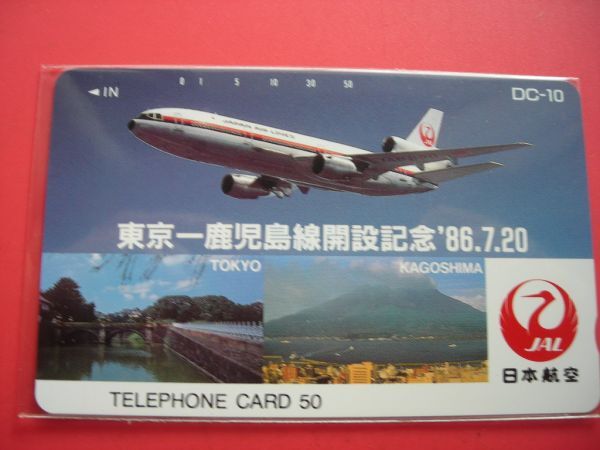 ◀IN
0 1 5 10 30 50
DC-10
JAPAN AIR LINES
東京ー鹿児島線開設記念'86.7.20
TOKYO
KAGOSHIMA
JAL
日本航空
TELEPHONE CARD 50